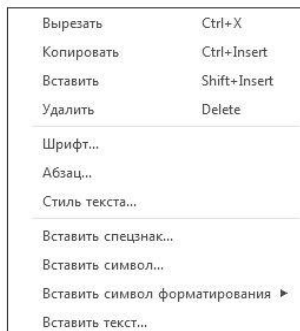 Вырезать Ctrl+X
Копировать Ctrl+Insert
Вставить Shift+Insert
Удалить Delete
Шрифт...
Абзац...
Стиль текста...
Вставить спецзнак...
Вставить символ...
Вставить символ форматирования ▶
Вставить текст...